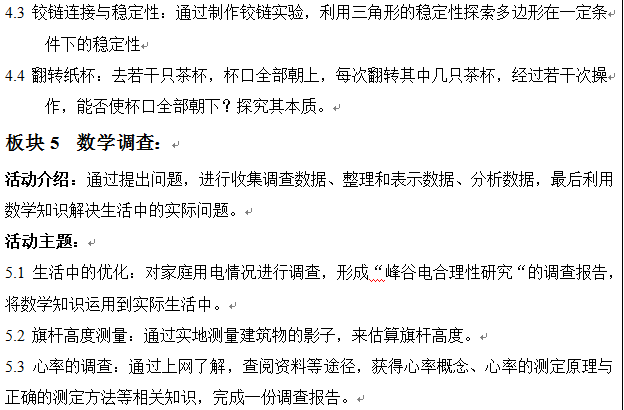 4.3 铰链连接与稳定性：通过制作铰链实验，利用三角形的稳定性探索多边形在一定条
件下的稳定性
4.4 翻转纸杯：去若干只茶杯，杯口全部朝上，每次翻转其中几只茶杯，经过若干次操
作，能否使杯口全部朝下？探究其本质。
板块 5 数学调查：
活动介绍：通过提出问题，进行收集调查数据、整理和表示数据、分析数据，最后利用
数学知识解决生活中的实际问题。
活动主题：
5.1 生活中的优化：对家庭用电情况进行调查，形成“峰谷电合理性研究“的调查报告，
将数学知识运用到实际生活中。
5.2 旗杆高度测量：通过实地测量建筑物的影子，来估算旗杆高度。
5.3 心率的调查：通过上网了解，查阅资料等途径，获得心率概念、心率的测定原理与
正确的测定方法等相关知识，完成一份调查报告。